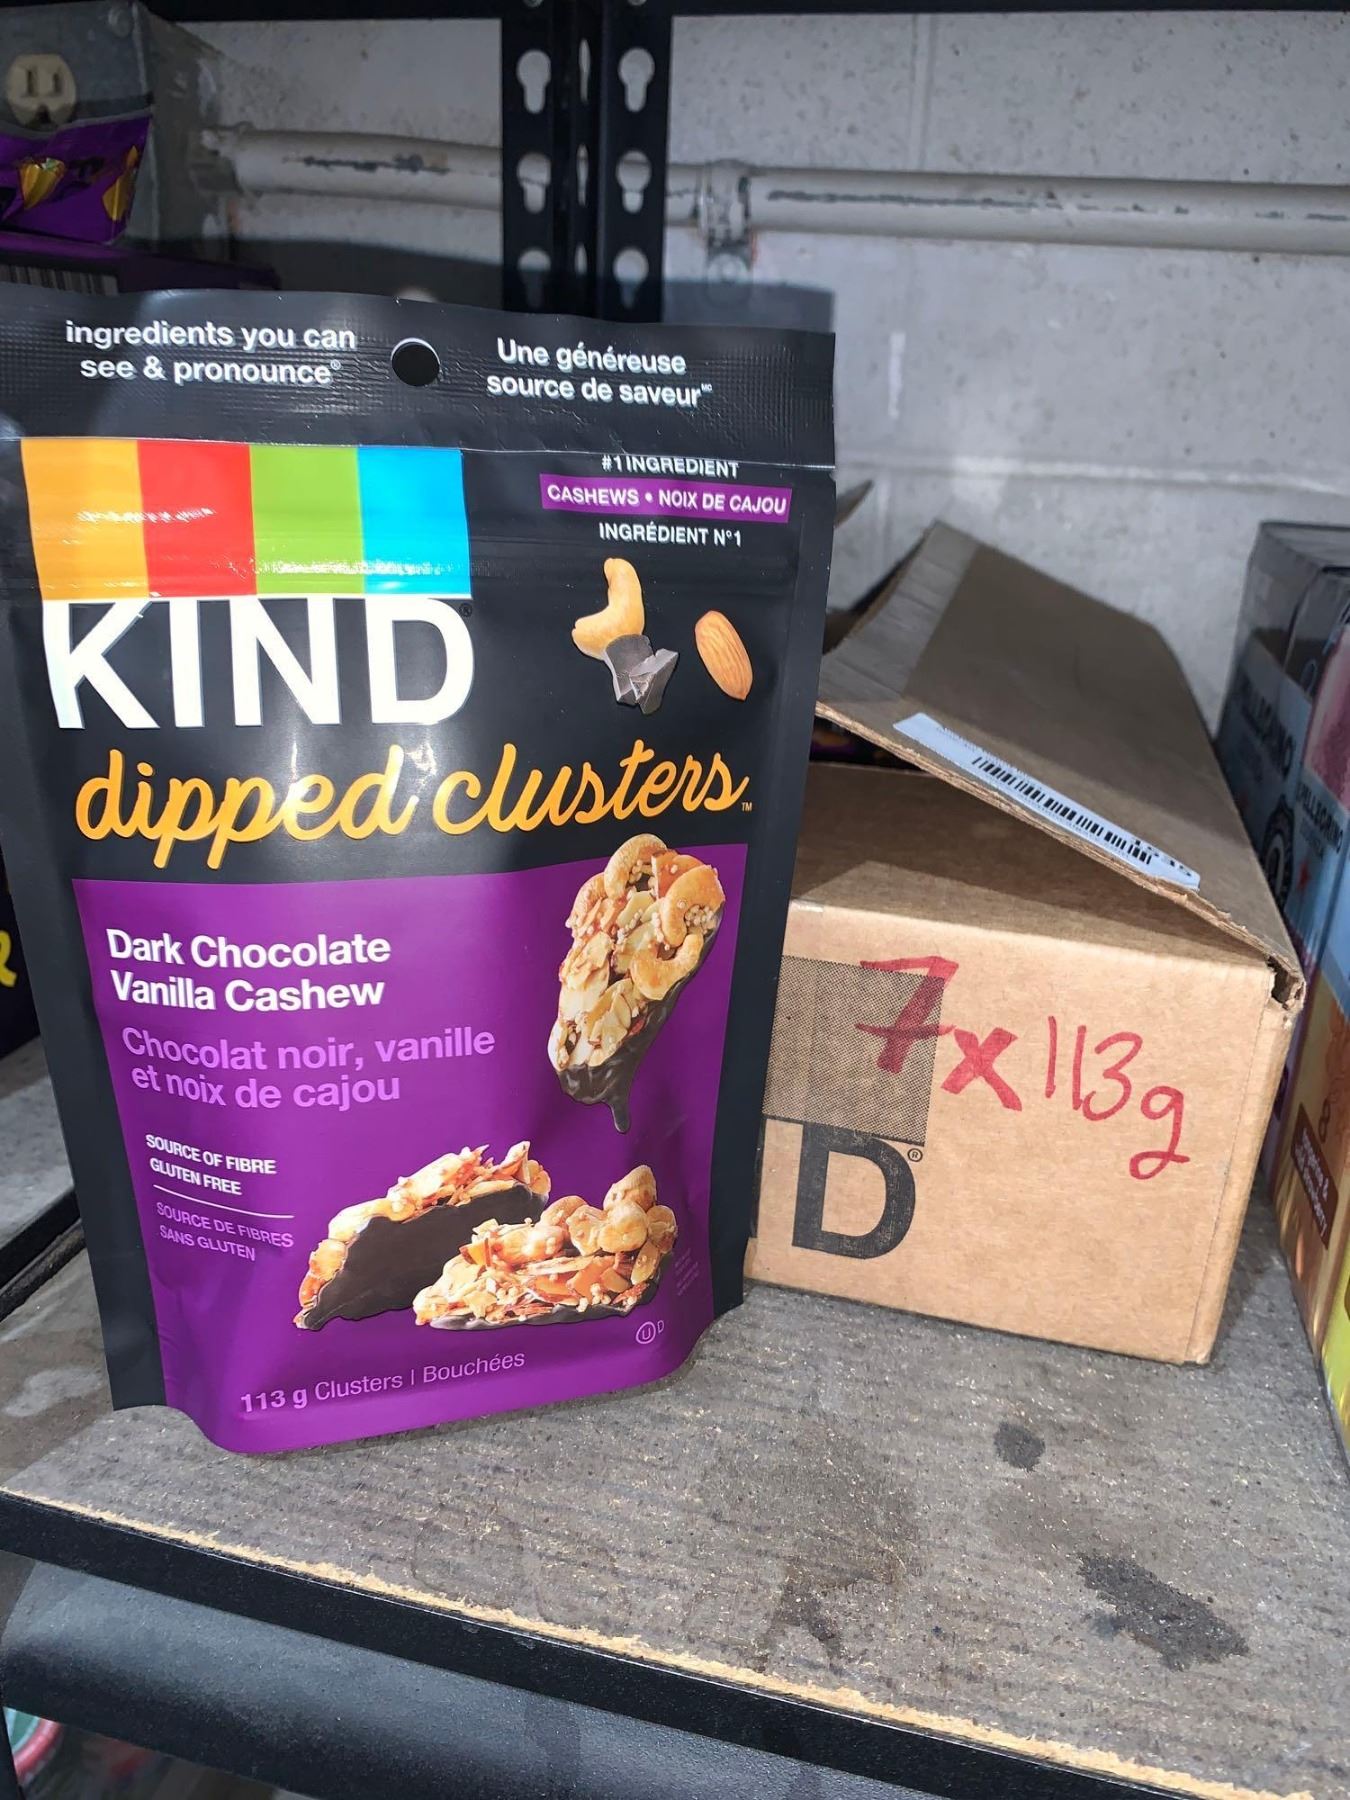 ingredients you can
see & pronounce®
Une généreuse
source de saveur MC
#1 INGREDIENT
CASHEWS • NOIX DE CAJOU
INGRÉDIENT N°1
KIND®
dipped clusters™
Dark Chocolate
Vanilla Cashew
Chocolat noir, vanille
et noix de cajou
SOURCE OF FIBRE
GLUTEN FREE
SOURCE DE FIBRES
SANS GLUTEN
U D
113 g Clusters | Bouchées
7x113g
D®